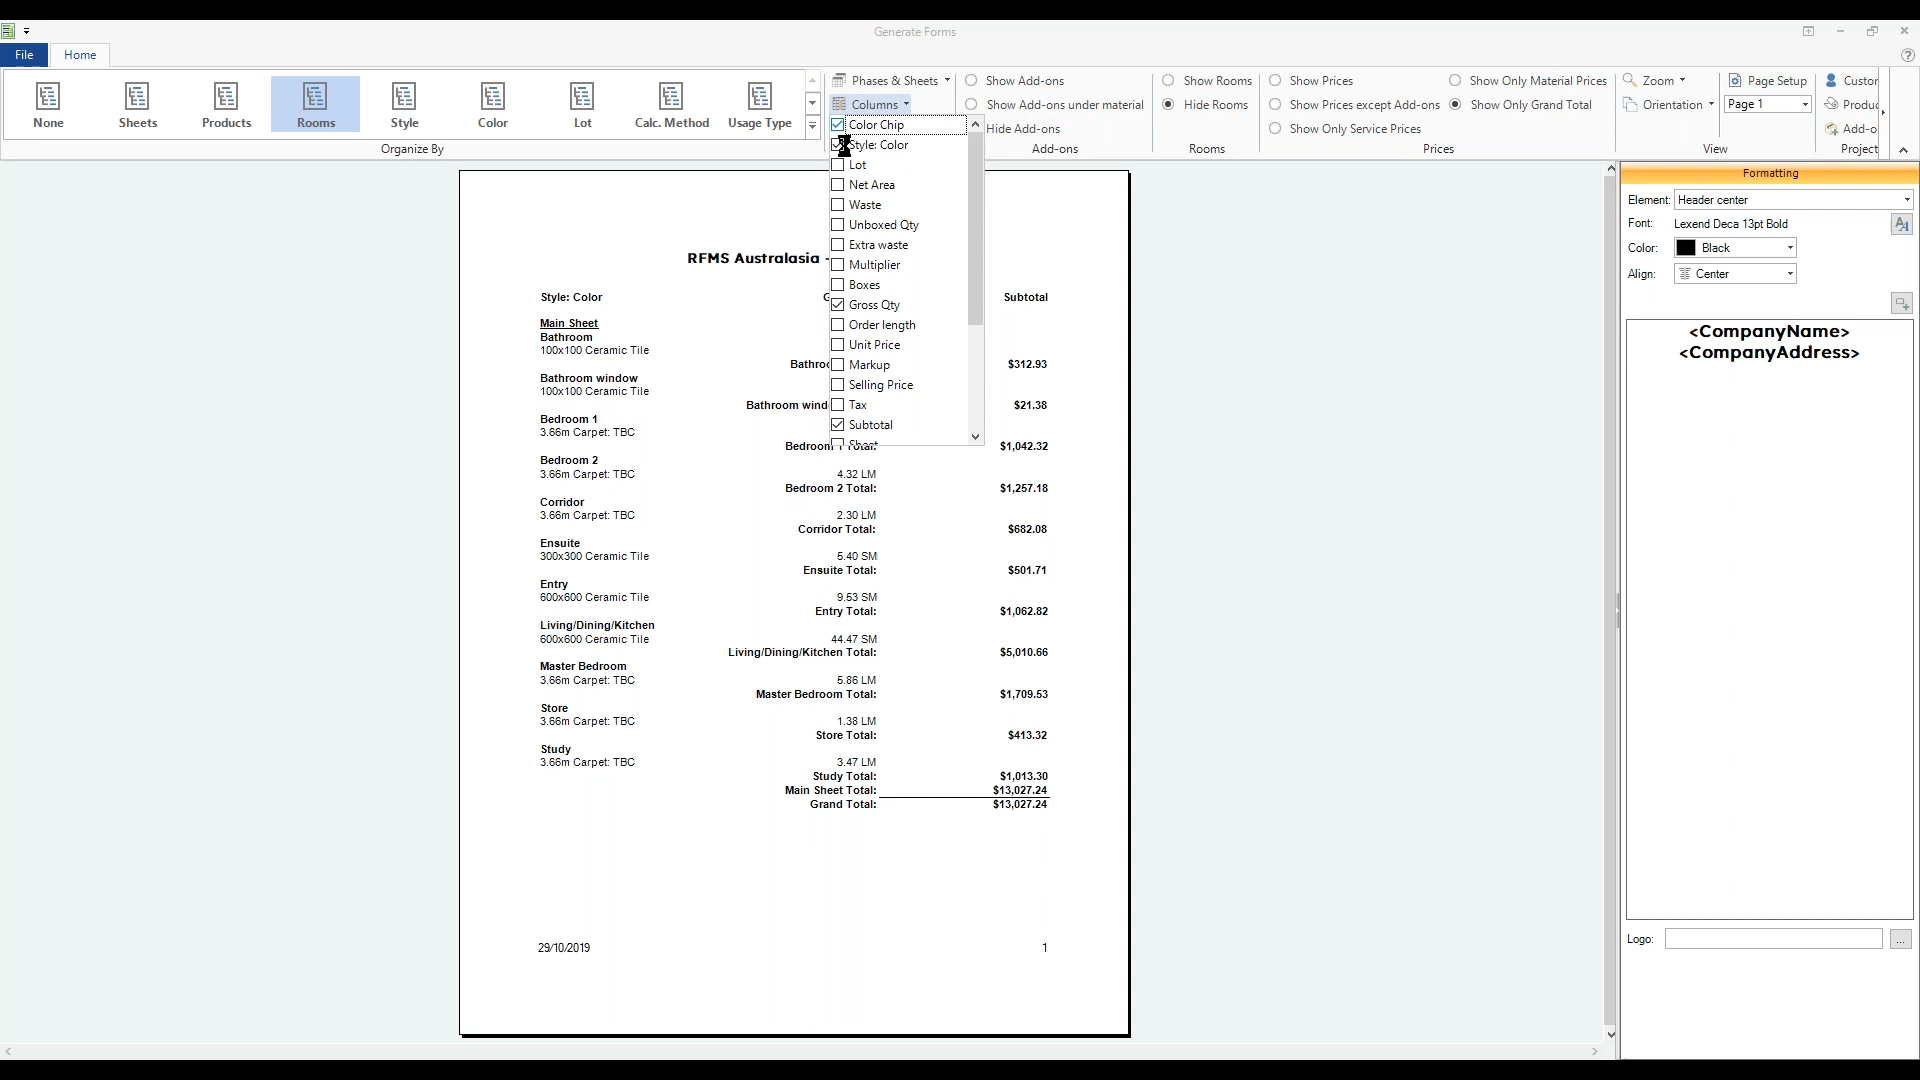 Generate Forms
File
Home
None
Sheets
Products
Rooms
Style
Color
Lot
Calc. Method
Usage Type
Organize By
Phases & Sheets
Columns
Show Add-ons
Show Add-ons under material
Hide Add-ons
Add-ons
Show Rooms
Hide Rooms
Rooms
Show Prices
Show Prices except Add-ons
Show Only Service Prices
Show Only Material Prices
Show Only Grand Total
Prices
Zoom
Orientation
Page Setup
Page 1
View
Custor
Add-o
Project
Color Chip
Style: Color
Lot
Net Area
Waste
Unboxed Qty
Extra waste
Multiplier
Boxes
Gross Qty
Order length
Unit Price
Markup
Selling Price
Tax
Subtotal
Sheet
RFMS Australasia -
Style: Color
Subtotal
Main Sheet
Bathroom
100x100 Ceramic Tile
$312.93
Bathroom window
100x100 Ceramic Tile
Bathroom wind
$21.38
Bedroom 1
3.66m Carpet: TBC
Bedroom 1 Total:
$1,042.32
Bedroom 2
3.66m Carpet: TBC 4.32 LM
Bedroom 2 Total: $1,257.18
Corridor
3.66m Carpet: TBC 2.30 LM
Corridor Total: $682.08
Ensuite
300x300 Ceramic Tile 5.40 SM
Ensuite Total: $501.71
Entry
600x600 Ceramic Tile 9.53 SM
Entry Total: $1,062.82
Living/Dining/Kitchen
600x600 Ceramic Tile 44.47 SM
Living/Dining/Kitchen Total: $5,010.66
Master Bedroom
3.66m Carpet: TBC 5.86 LM
Master Bedroom Total: $1,709.53
Store
3.66m Carpet: TBC 1.38 LM
Store Total: $413.32
Study
3.66m Carpet: TBC 3.47 LM
Study Total: $1,013.30
Main Sheet Total: $13,027.24
Grand Total: $13,027.24
29/10/2019 1
Formatting
Element: Header center
Font: Lexend Deca 13pt Bold
Color: Black
Align: Center
<CompanyName>
<CompanyAddress>
Logo:
...